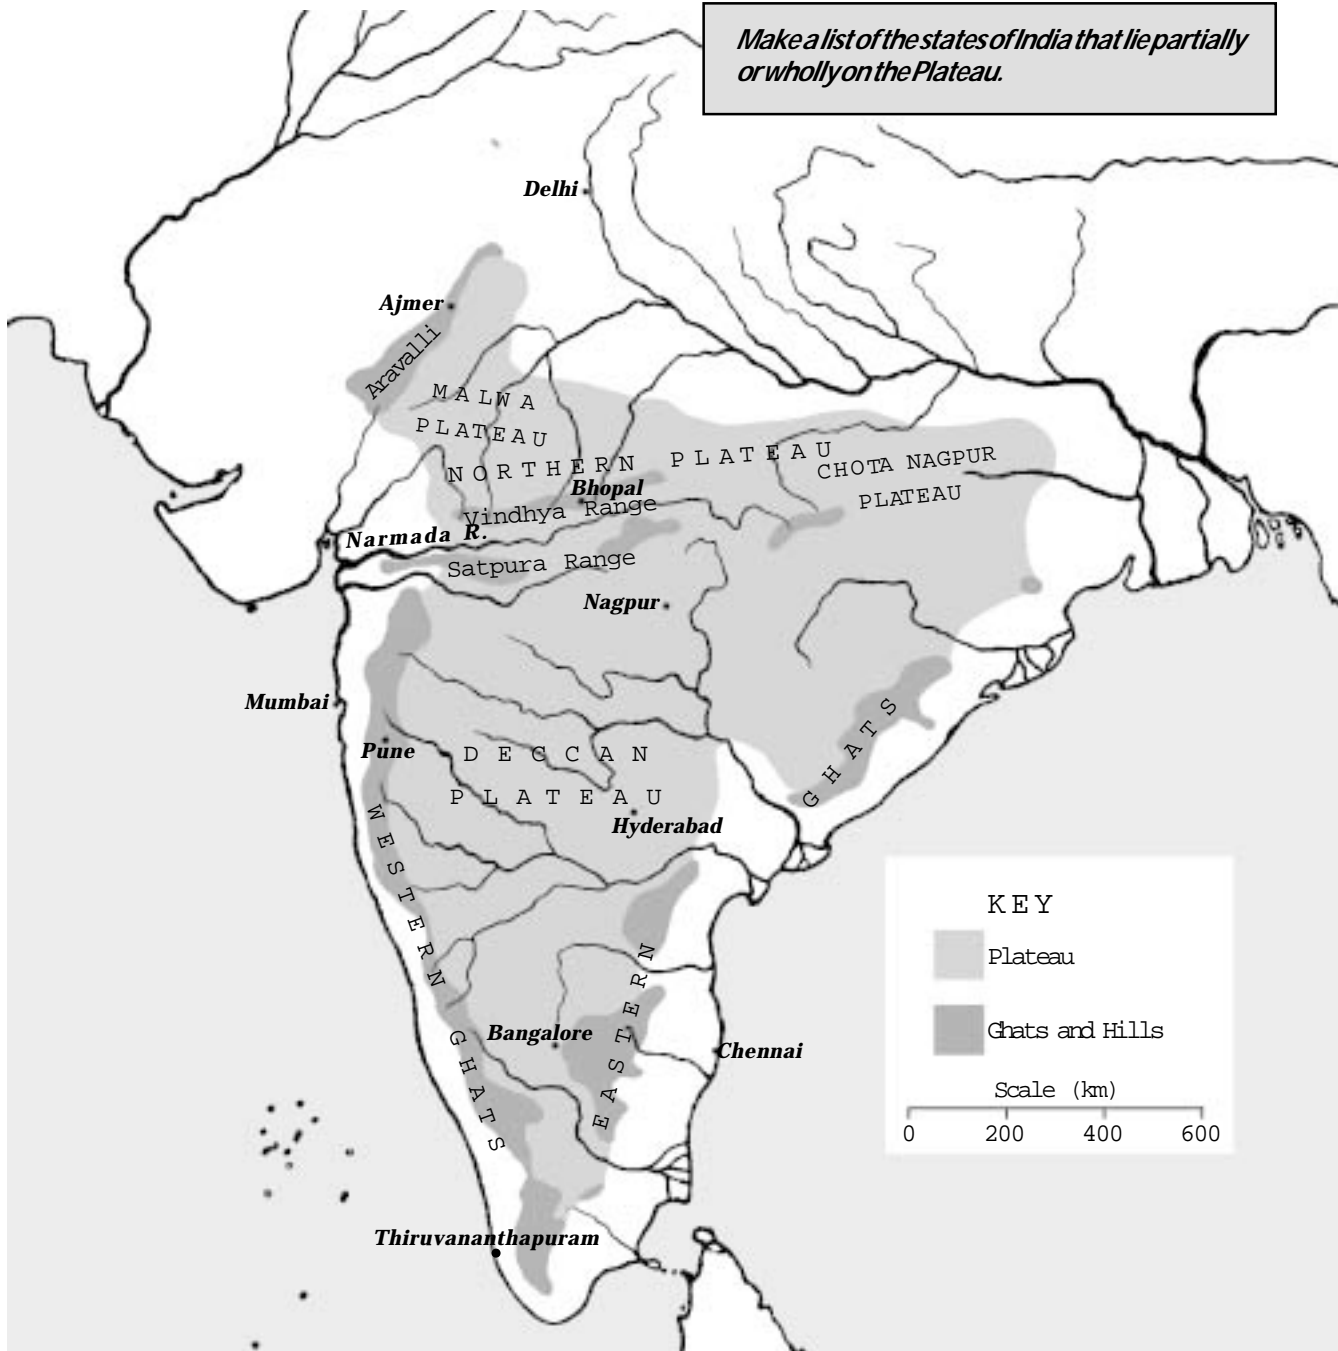 Make a list of the states of India that lie partially
or wholly on the Plateau.
Delhi
Ajmer
Aravalli
MALWA
PLATEAU
NORTHERN PLATEAU
CHOTA NAGPUR
PLATEAU
Bhopal
Vindhya Range
Narmada R.
Satpura Range
Nagpur
Mumbai
Pune
DECCAN
PLATEAU
Hyderabad
GHATS
WESTERN GHATS
EASTERN
Bangalore
Chennai
Thiruvananthapuram
KEY
Plateau
Ghats and Hills
Scale (km)
0 200 400 600